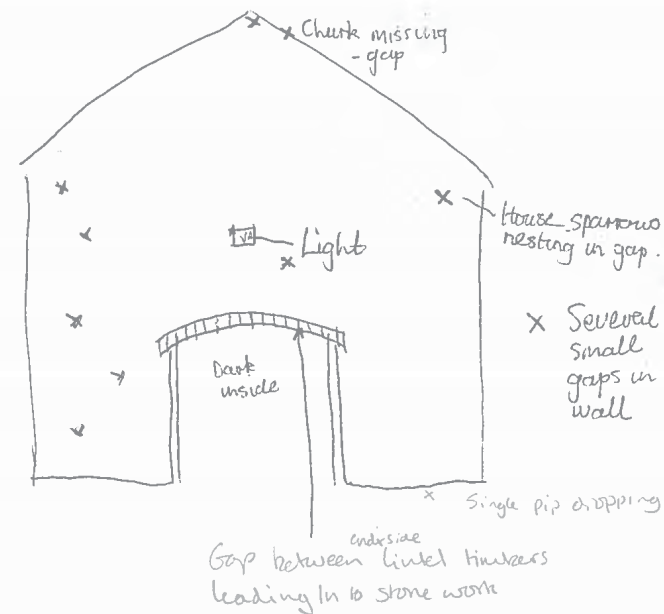 Chunk missing
- gap
House sparrows
nesting in gap.
Light
X Several
small
gaps in
wall
Dark
inside
Single pip dropping
underside
Gap between lintel timbers
leading in to stone work